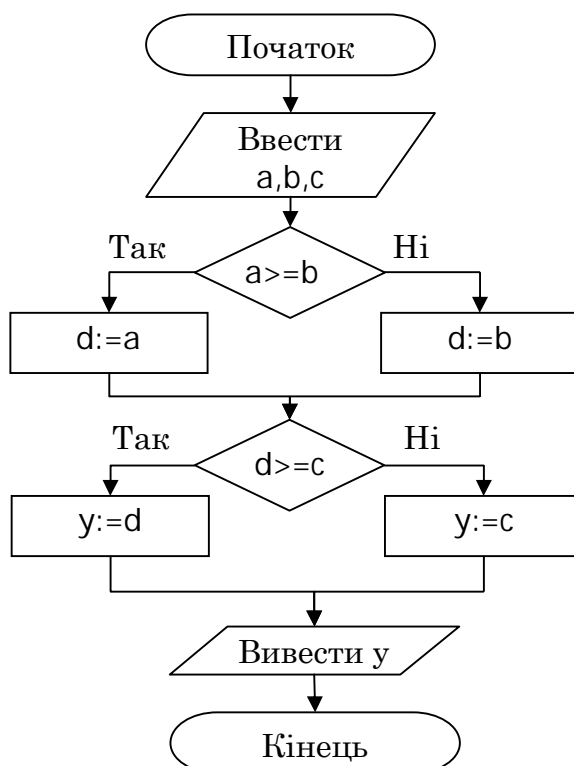 Початок
Ввести
a,b,c
Так
Ні
a>=b
d:=a
d:=b
Так
Ні
d>=c
y:=d
y:=c
Вивести у
Кінець